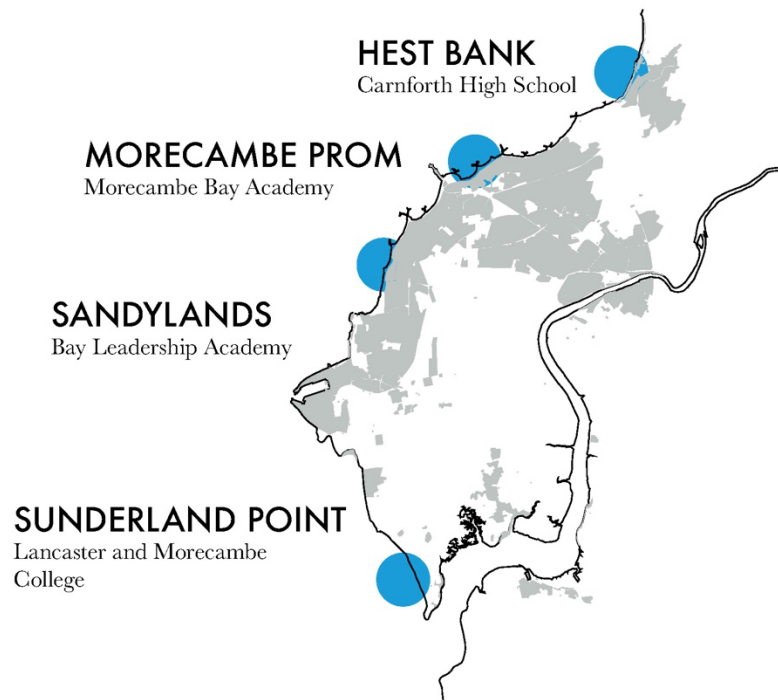 HEST BANK
Carnforth High School
MORECAMBE PROM
Morecambe Bay Academy
SANDYLANDS
Bay Leadership Academy
SUNDERLAND POINT
Lancaster and Morecambe
College